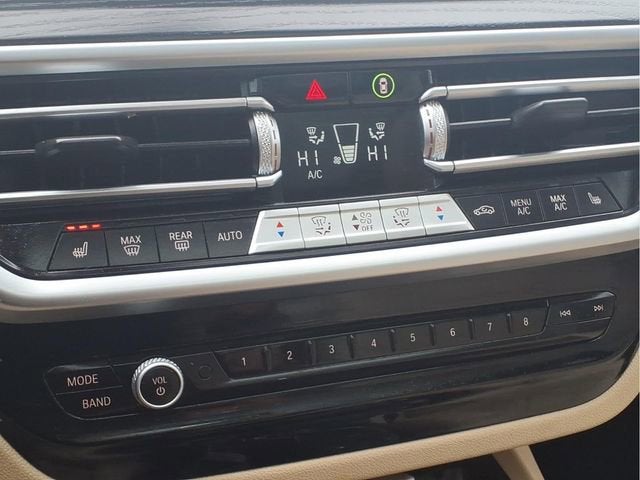 HI HI
A/C
MAX REAR AUTO OFF MENU A/C MAX A/C
1 2 3 4 5 6 7 8
MODE
VOL
BAND